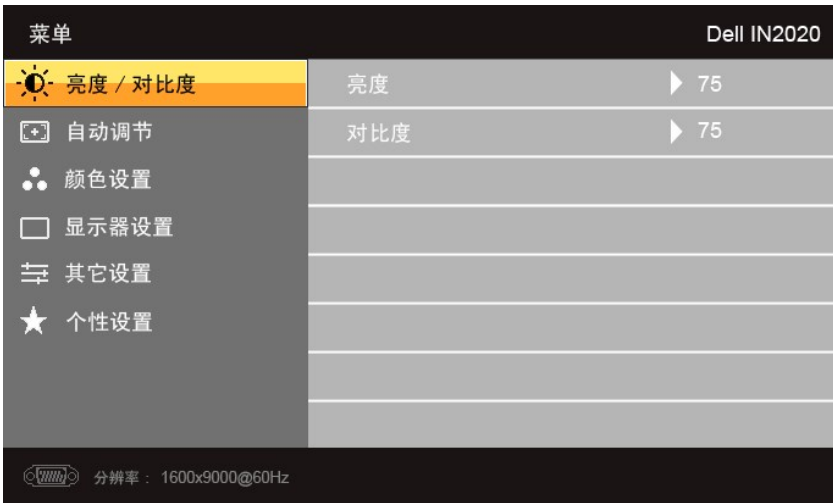 菜单 Dell IN2020
亮度 / 对比度 亮度 75
自动调节 对比度 75
颜色设置
显示器设置
其它设置
个性设置
分辨率： 1600x9000@60Hz